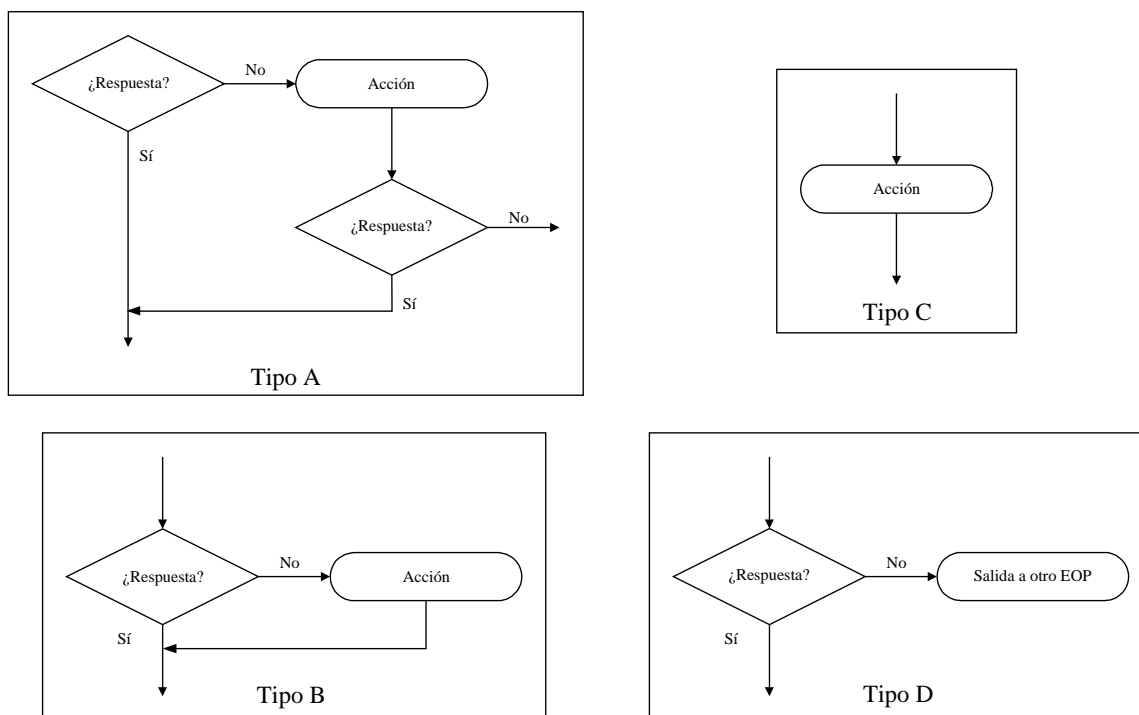 ¿Respuesta?
No
Acción
Sí
¿Respuesta?
No
Sí
Tipo A
Acción
Tipo C
¿Respuesta?
No
Acción
Sí
Tipo B
¿Respuesta?
No
Salida a otro EOP
Sí
Tipo D